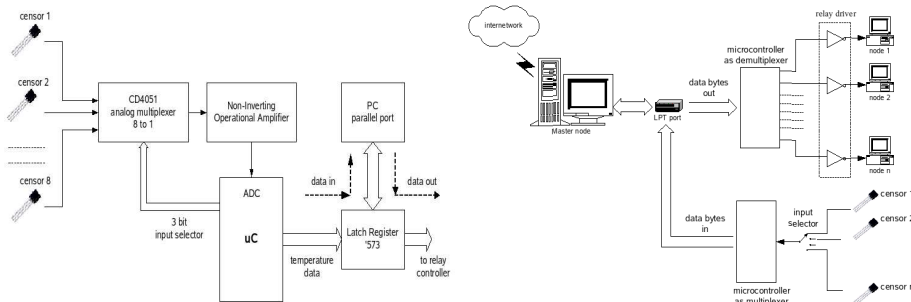 censor 1
censor 2
censor 8
CD4051
analog multiplexer
8 to 1
Non-Inverting
Operational Amplifier
PC
parallel port
data in
data out
ADC
uC
3 bit
input selector
temperature
data
Latch Register
'573
to relay
controller
internetwork
Master node
LPT port
data bytes
out
microcontroller
as demultiplexer
relay driver
node 1
node 2
node n
data bytes
in
input
selector
microcontroller
as multiplexer
censor
censor 2
censor n